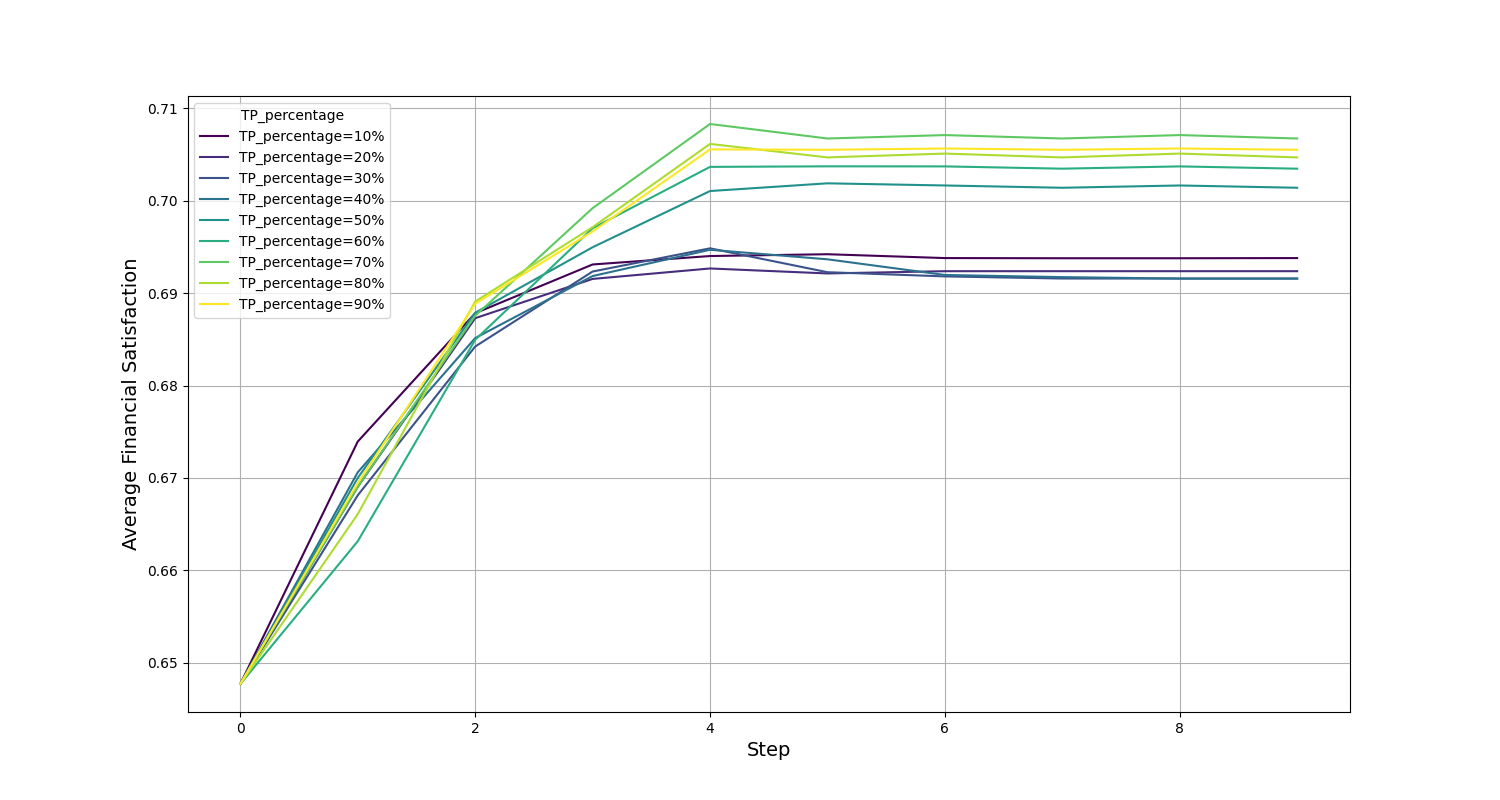 0.71
0.70
0.69
0.68
0.67
0.66
0.65
Average Financial Satisfaction
TP_percentage
TP_percentage=10%
TP_percentage=20%
TP_percentage=30%
TP_percentage=40%
TP_percentage=50%
TP_percentage=60%
TP_percentage=70%
TP_percentage=80%
TP_percentage=90%
0 2 4 6 8
Step